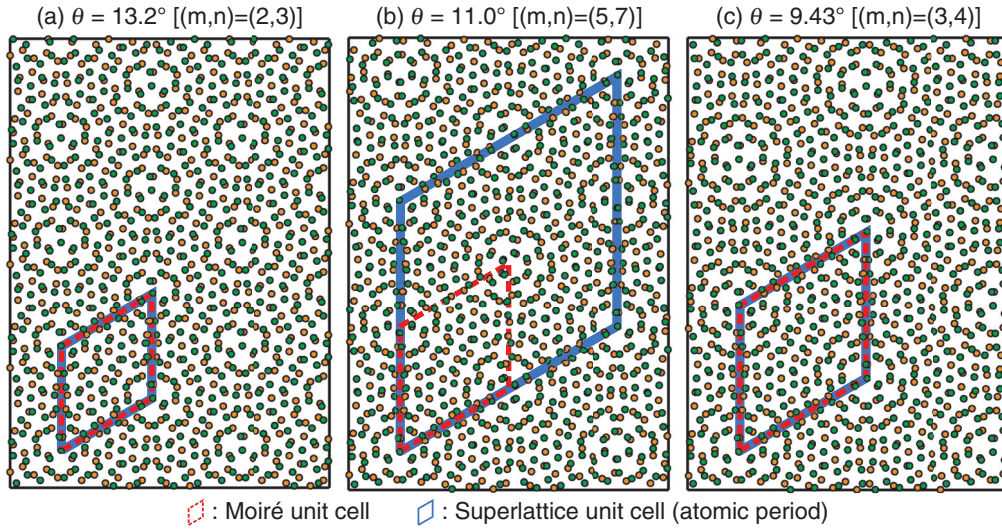 (a) θ = 13.2° [(m,n)=(2,3)]
(b) θ = 11.0° [(m,n)=(5,7)]
(c) θ = 9.43° [(m,n)=(3,4)]
: Moiré unit cell
: Superlattice unit cell (atomic period)